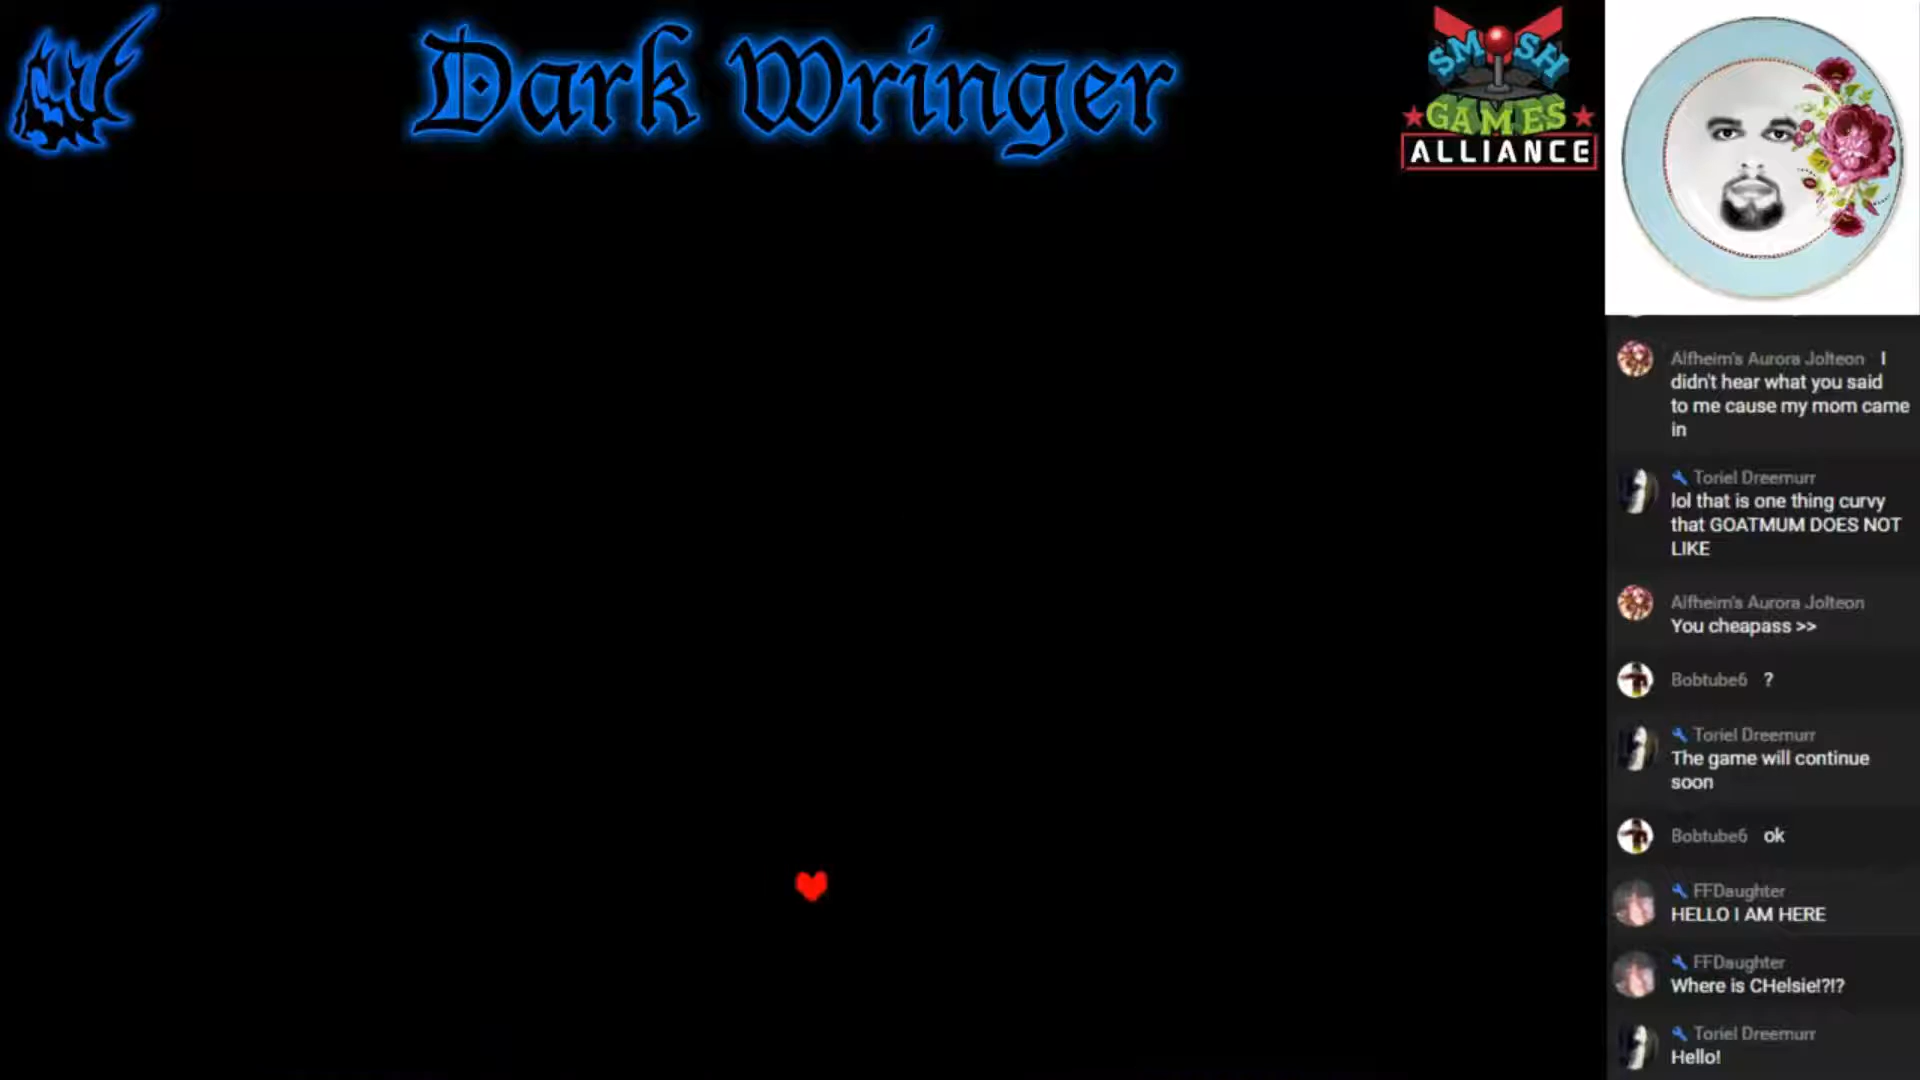 Dark Wringer
SMOSH
GAMES
ALLIANCE
Alfheim's Aurora Jolteon I
didn't hear what you said
to me cause my mom came
in
Toriel Dreemurr
lol that is one thing curvy
that GOATMUM DOES NOT
LIKE
Alfheim's Aurora Jolteon
You cheapass >>
Bobtube6 ?
Toriel Dreemurr
The game will continue
soon
Bobtube6 ok
FFDaughter
HELLO I AM HERE
FFDaughter
Where is CHelsie!?!?
Toriel Dreemurr
Hello!